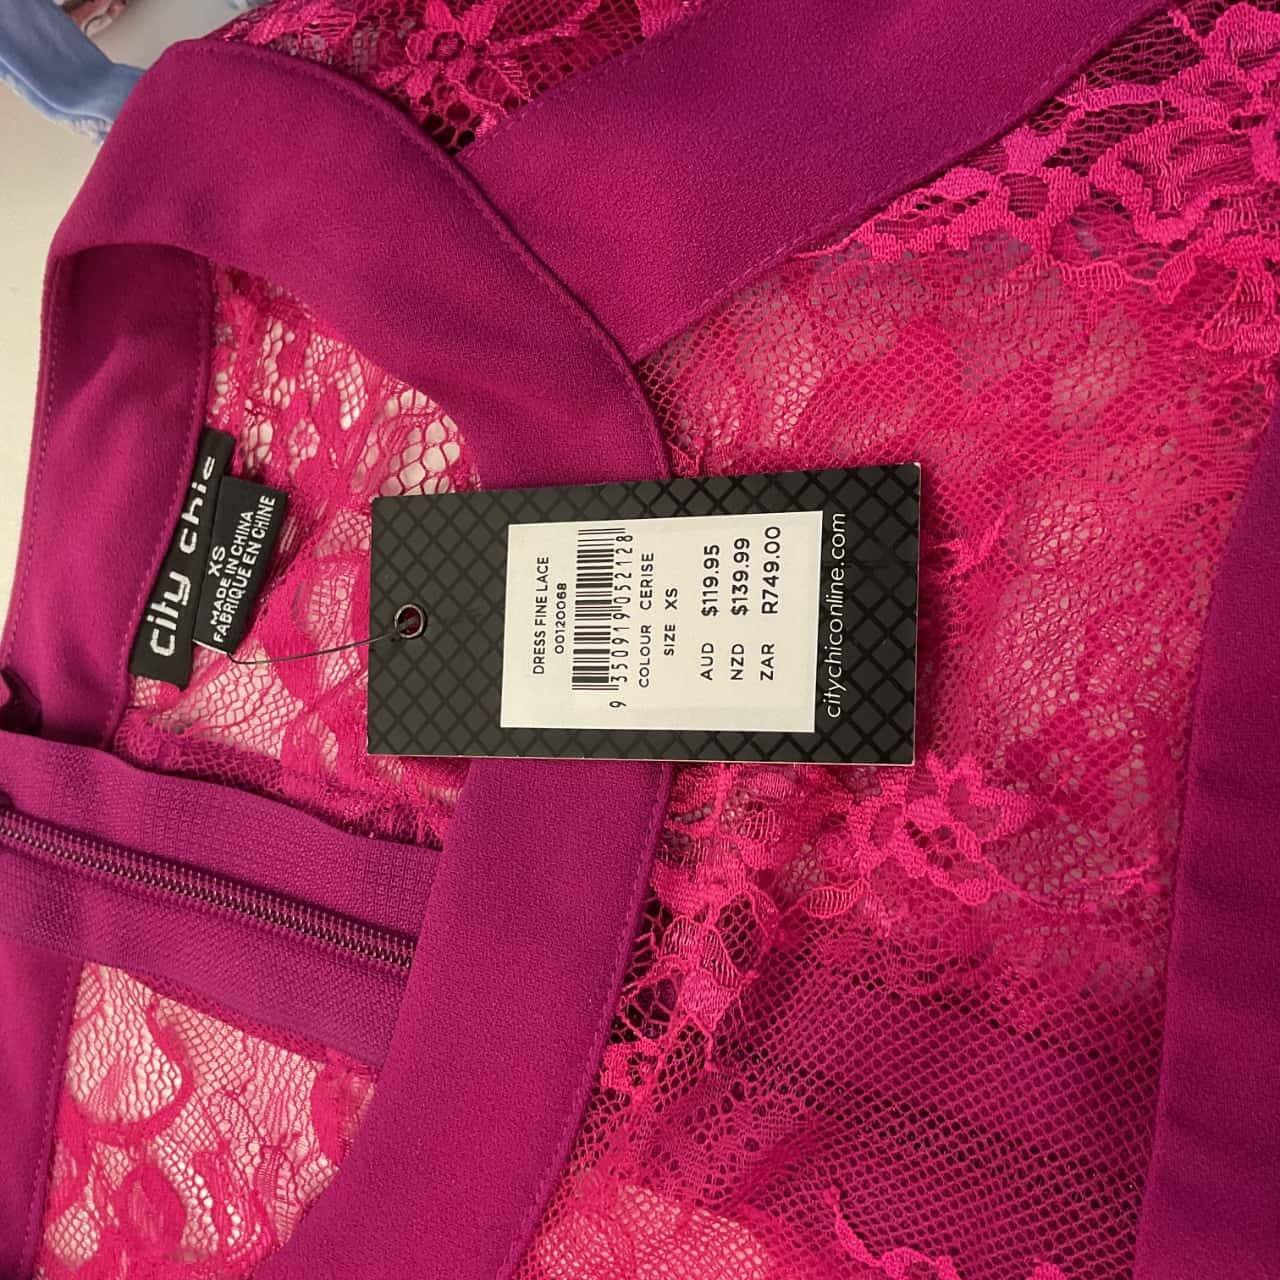 city chic
XS
MADE IN CHINA
FABRIQUE EN CHINE
DRESS FINE LACE
00120068
9 350919 052128
COLOUR CERISE
SIZE XS
AUD $119.95
NZD $139.99
ZAR R749.00
citychiconline.com